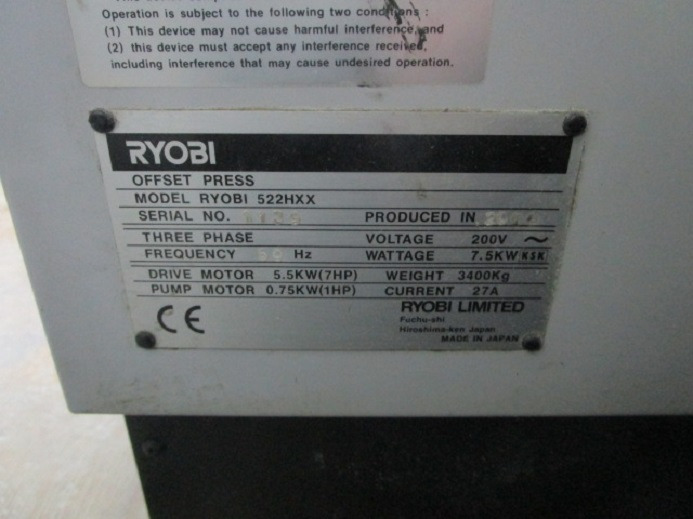 Operation is subject to the following two conditions :
(1) This device may not cause harmful interference, and
(2) this device must accept any interference received,
including interference that may cause undesired operation.
RYOBI
OFFSET PRESS
MODEL RYOBI 522HXX
SERIAL NO. PRODUCED IN
THREE PHASE VOLTAGE 200V ~
FREQUENCY Hz WATTAGE 7.5KW KSK
DRIVE MOTOR 5.5KW(7HP) WEIGHT 3400Kg
PUMP MOTOR 0.75KW(1HP) CURRENT 27A
RYOBI LIMITED
Fuchu-shi
Hiroshima-ken Japan
MADE IN JAPAN
CE